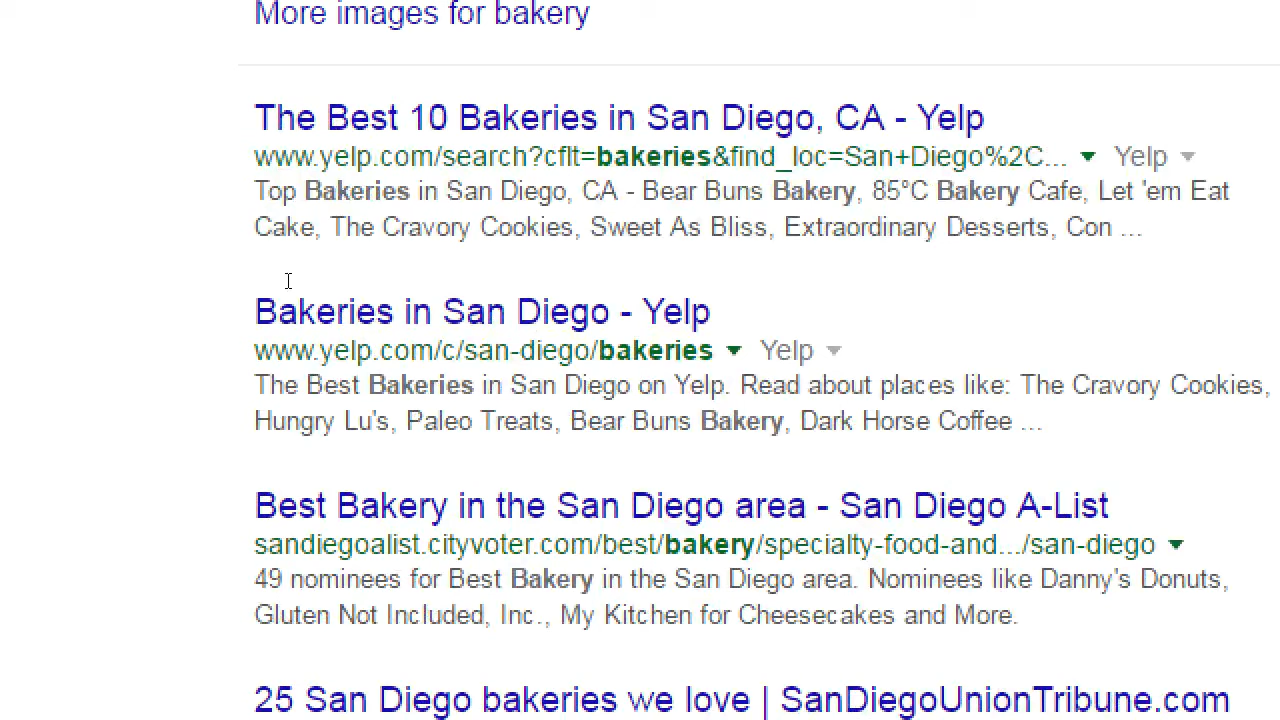 More images for bakery
The Best 10 Bakeries in San Diego, CA - Yelp
www.yelp.com/search?cflt=bakeries&find_loc=San+Diego%2C... Yelp
Top Bakeries in San Diego, CA - Bear Buns Bakery, 85°C Bakery Cafe, Let 'em Eat
Cake, The Cravory Cookies, Sweet As Bliss, Extraordinary Desserts, Con ...
Bakeries in San Diego - Yelp
www.yelp.com/c/san-diego/bakeries Yelp
The Best Bakeries in San Diego on Yelp. Read about places like: The Cravory Cookies,
Hungry Lu's, Paleo Treats, Bear Buns Bakery, Dark Horse Coffee ...
Best Bakery in the San Diego area - San Diego A-List
sandiegoalist.cityvoter.com/best/bakery/specialty-food-and.../san-diego
49 nominees for Best Bakery in the San Diego area. Nominees like Danny's Donuts,
Gluten Not Included, Inc., My Kitchen for Cheesecakes and More.
25 San Diego bakeries we love | SanDiegoUnionTribune.com